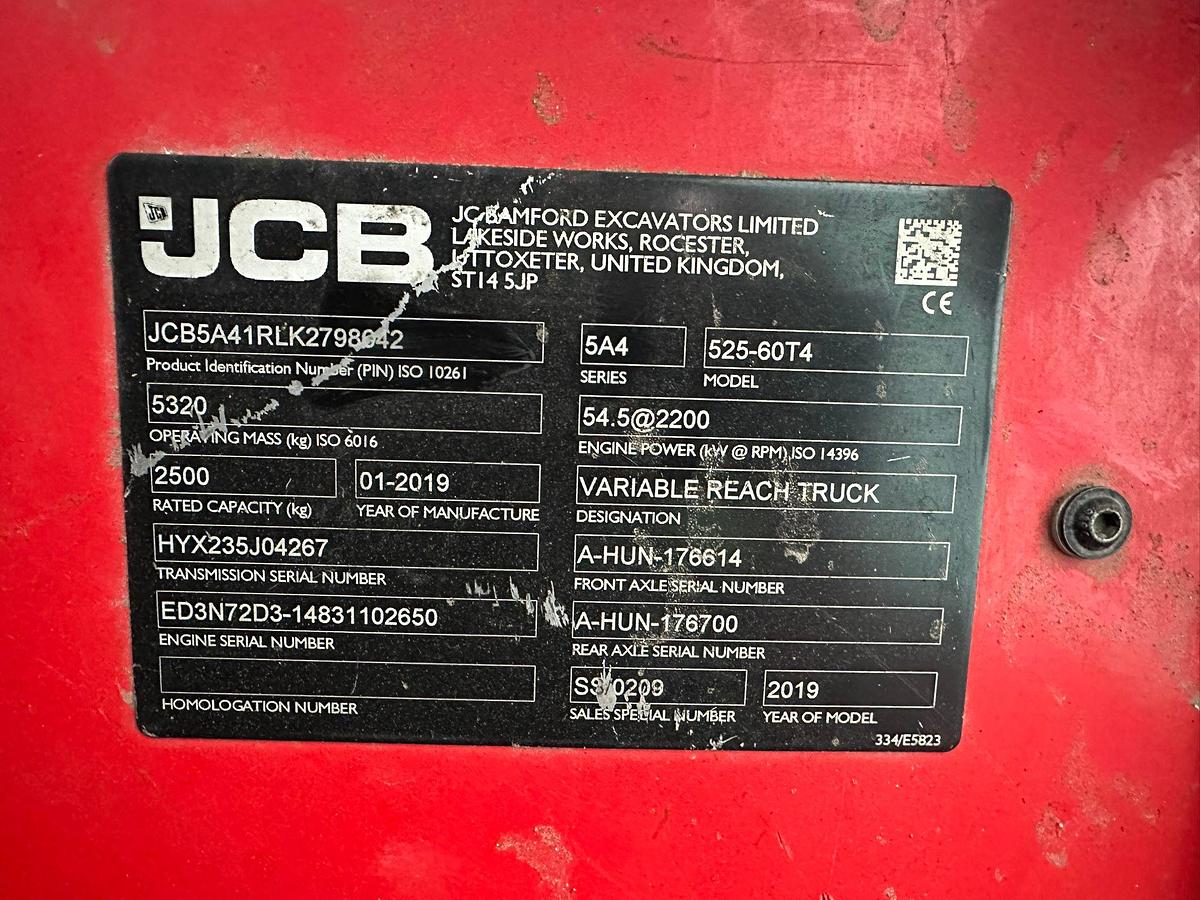 JCB
JCB
JC BAMFORD EXCAVATORS LIMITED
LAKESIDE WORKS, ROCESTER,
UTTOXETER, UNITED KINGDOM,
ST14 5JP
CE
5A4
SERIES
525-60T4
MODEL
Product Identification Number (PIN) ISO 10261
5320
OPERATING MASS (kg) ISO 6016
54.5@2200
ENGINE POWER (kW @ RPM) ISO 14396
2500
RATED CAPACITY (kg)
01-2019
YEAR OF MANUFACTURE
VARIABLE REACH TRUCK
DESIGNATION
HYX235J04267
TRANSMISSION SERIAL NUMBER
A-HUN-176614
FRONT AXLE SERIAL NUMBER
ED3N72D3-14831102650
ENGINE SERIAL NUMBER
A-HUN-176700
REAR AXLE SERIAL NUMBER
HOMOLOGATION NUMBER
SALES SPECIAL NUMBER
2019
YEAR OF MODEL
334/E5823